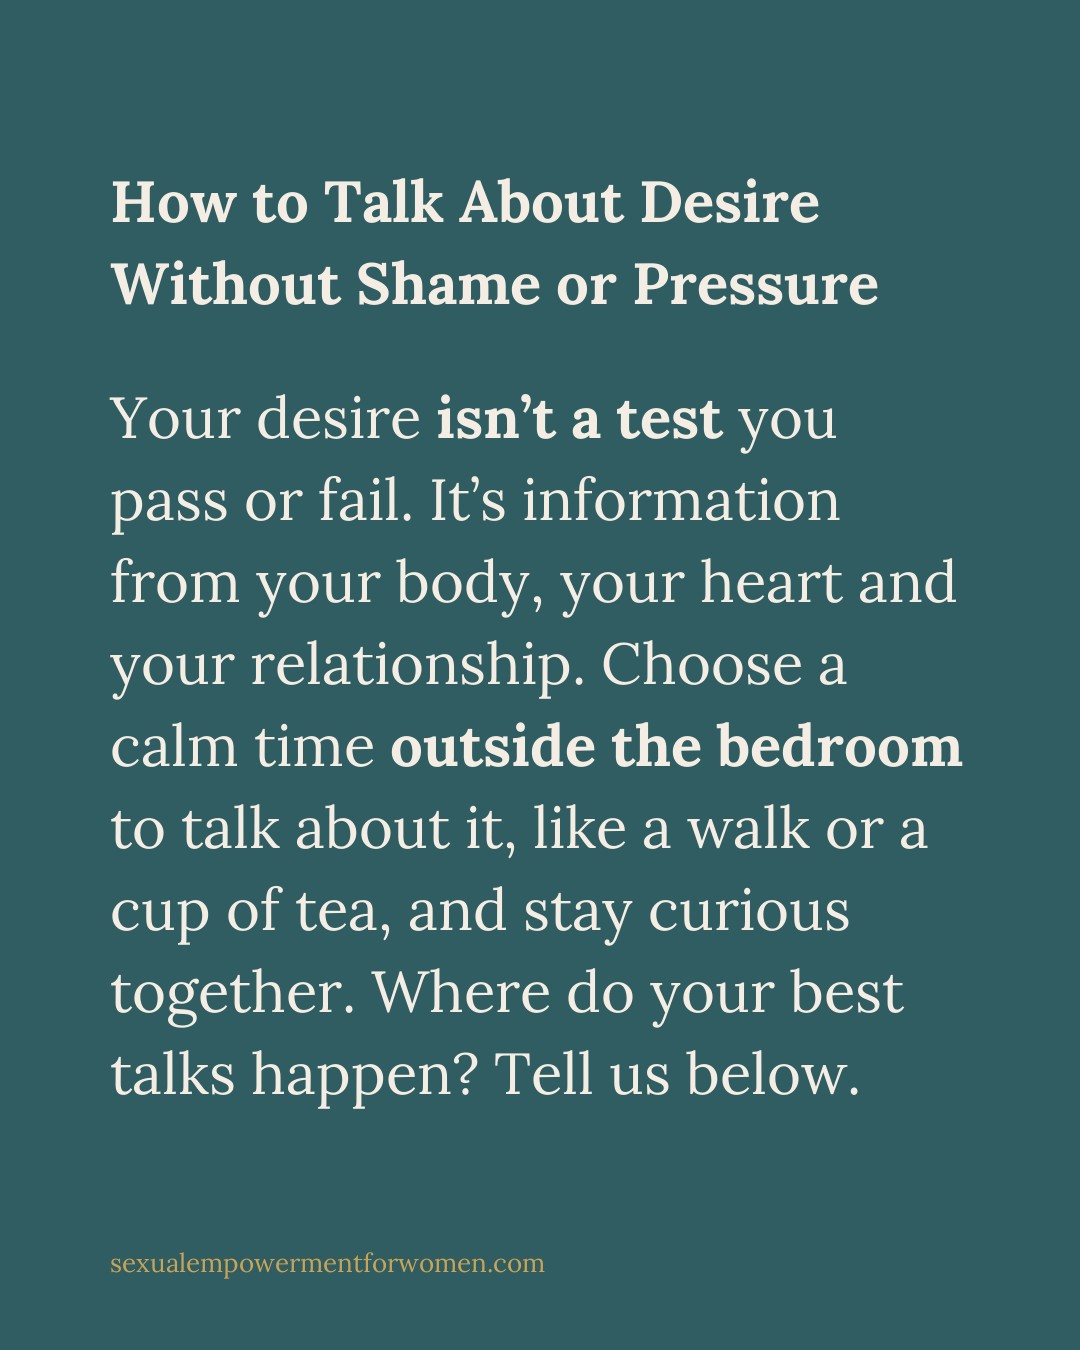 How to Talk About Desire
Without Shame or Pressure
Your desire isn’t a test you
pass or fail. It’s information
from your body, your heart and
your relationship. Choose a
calm time outside the bedroom
to talk about it, like a walk or a
cup of tea, and stay curious
together. Where do your best
talks happen? Tell us below.
sexualempowermentforwomen.com